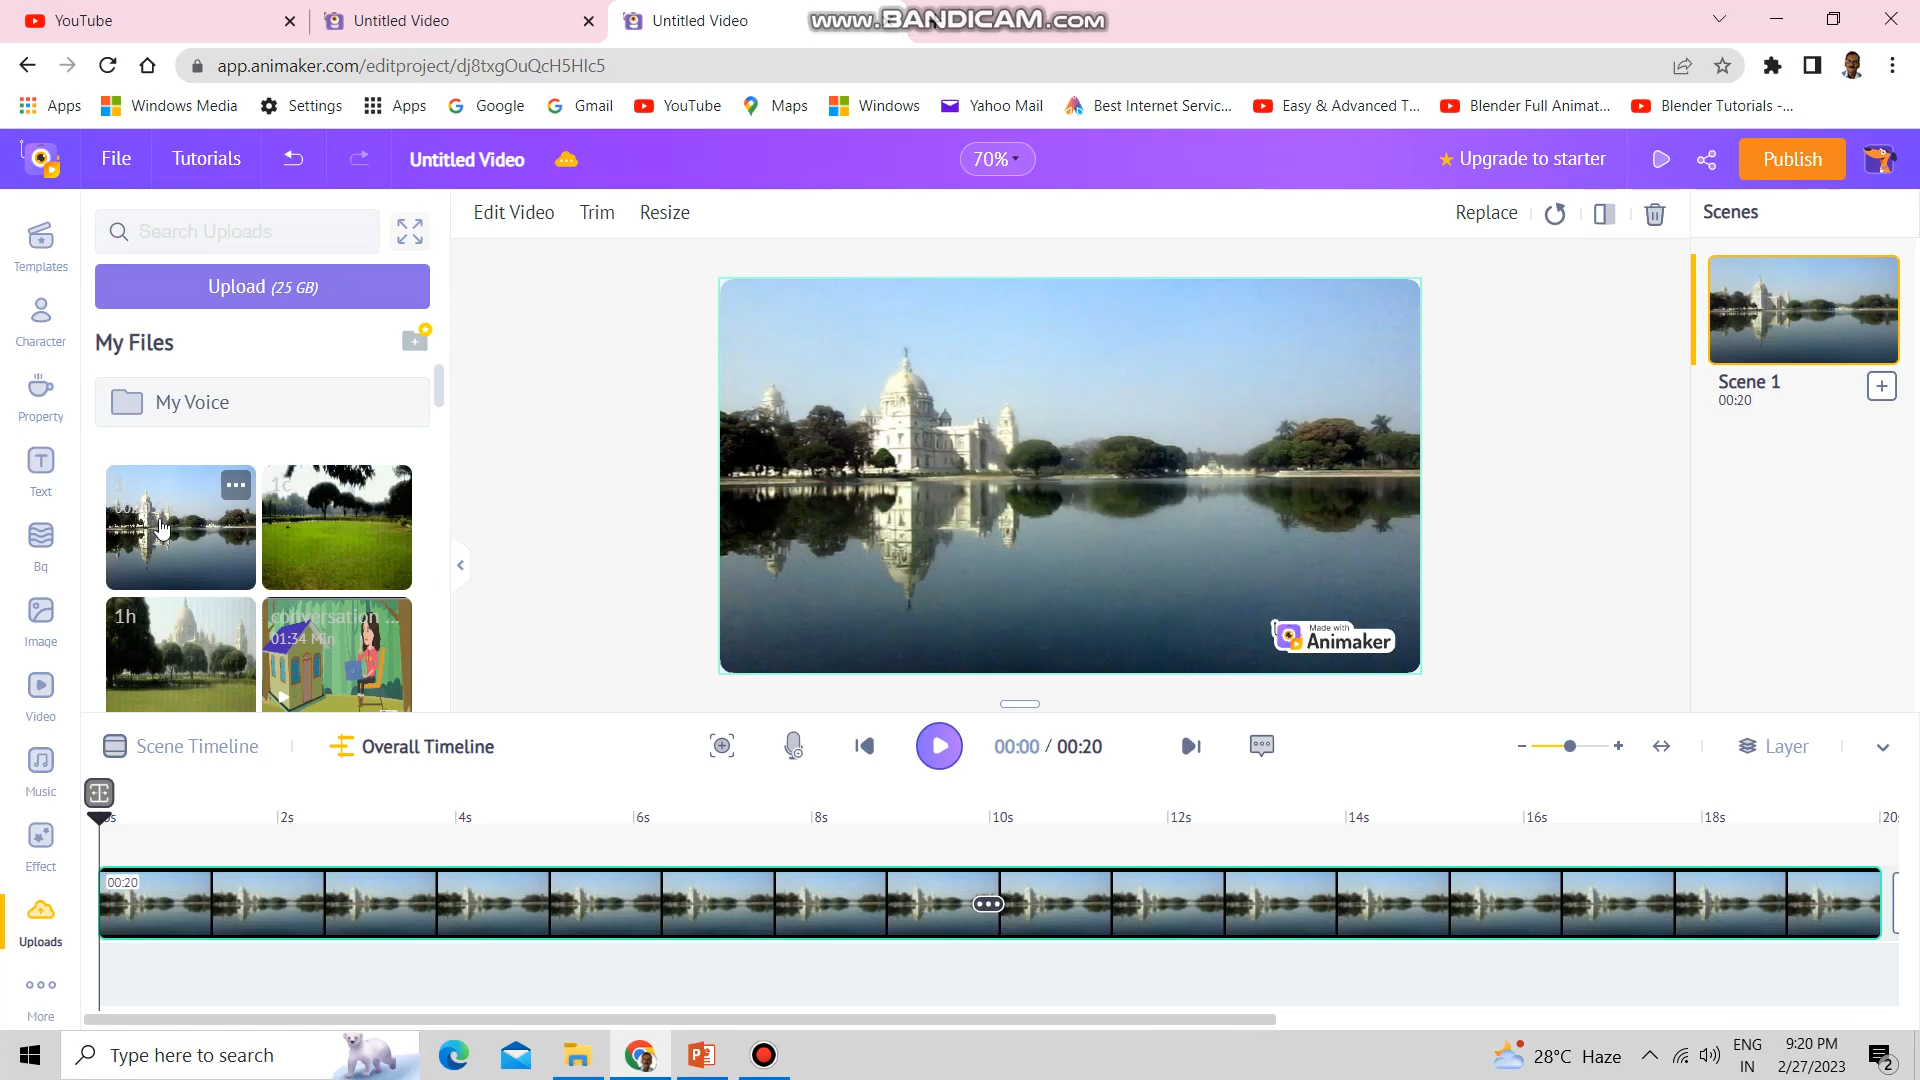 YouTube
Untitled Video
Untitled Video
www.BANDICAM.com
app.animaker.com/editproject/dj8txgOuQcH5HIc5
Apps
Windows Media
Settings
Apps
Google
Gmail
YouTube
Maps
Windows
Yahoo Mail
Best Internet Servic...
Easy & Advanced T...
Blender Full Animat...
Blender Tutorials -...
File
Tutorials
Untitled Video
70%
Upgrade to starter
Publish
Templates
Character
Property
Text
Bg
Image
Video
Music
Effect
Uploads
More
Search Uploads
Upload (25 GB)
My Files
My Voice
1
1c
1h
conversation ...
01:34 Min
Edit Video
Trim
Resize
Replace
Made with
Animaker
Scenes
Scene 1
00:20
Scene Timeline
Overall Timeline
00:00 / 00:20
Layer
2s
4s
6s
8s
10s
12s
14s
16s
18s
00:20
Type here to search
28°C Haze
ENG
IN
9:20 PM
2/27/2023
2